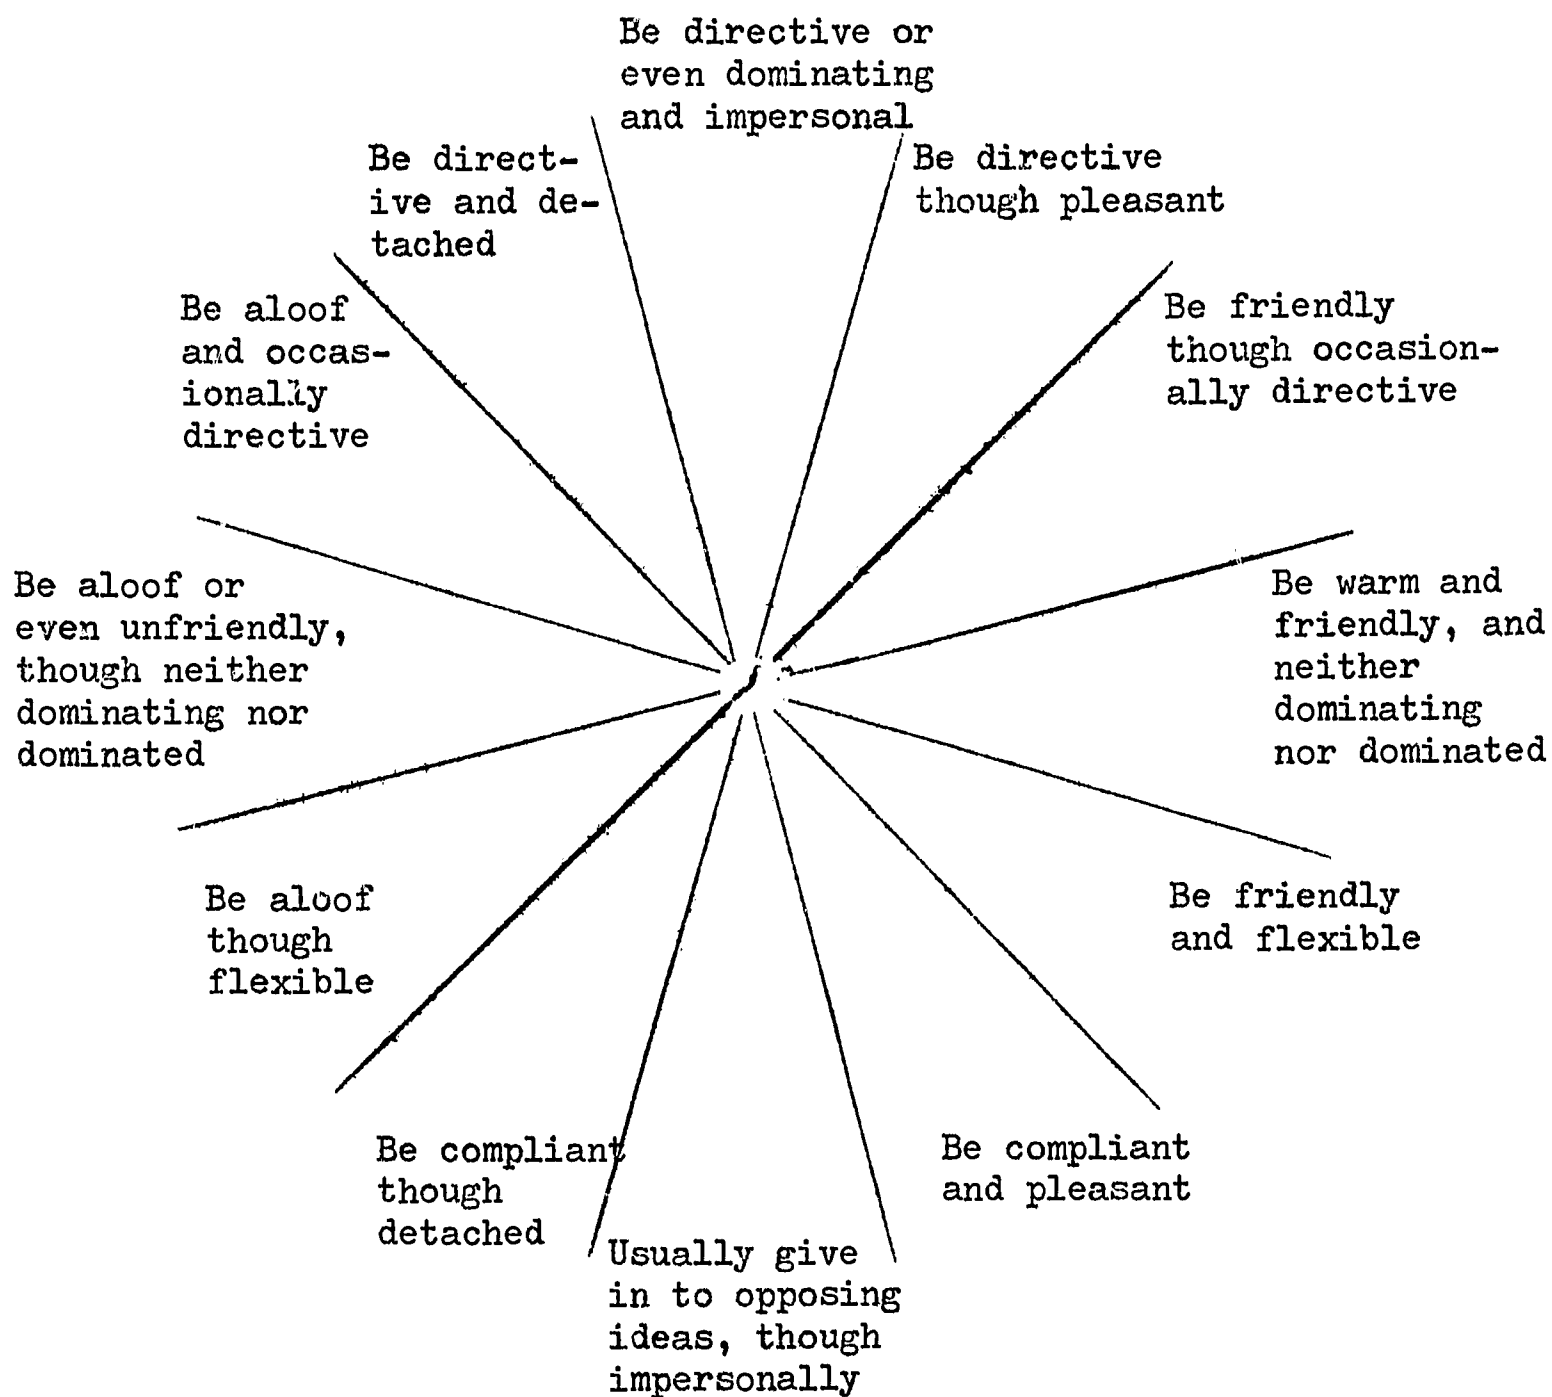 Be directive or
even dominating
and impersonal
Be directive
though pleasant
Be friendly
though occasion-
ally directive
Be warm and
friendly, and
neither
dominating
nor dominated
Be friendly
and flexible
Be compliant
and pleasant
Usually give
in to opposing
ideas, though
impersonally
Be compliant
though
detached
Be aloof
though
flexible
Be aloof or
even unfriendly,
though neither
dominating nor
dominated
Be aloof
and occas-
ionally
directive
Be direct-
ive and de-
tached